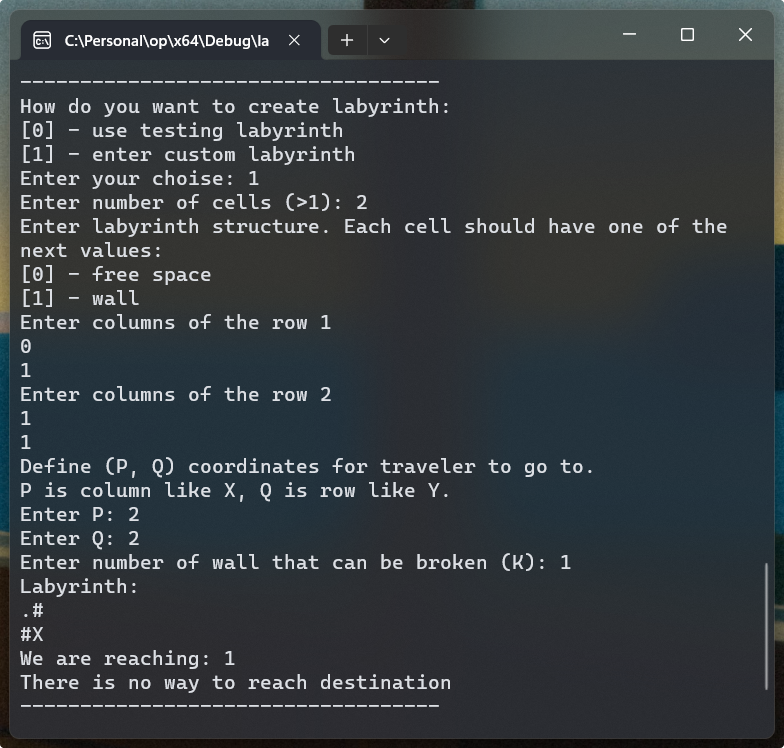 C:\Personal\op\x64\Debug\la
-----------------------------------
How do you want to create labyrinth:
[0] - use testing labyrinth
[1] - enter custom labyrinth
Enter your choise: 1
Enter number of cells (>1): 2
Enter labyrinth structure. Each cell should have one of the
next values:
[0] - free space
[1] - wall
Enter columns of the row 1
0
1
Enter columns of the row 2
1
1
Define (P, Q) coordinates for traveler to go to.
P is column like X, Q is row like Y.
Enter P: 2
Enter Q: 2
Enter number of wall that can be broken (K): 1
Labyrinth:
.#
#X
We are reaching: 1
There is no way to reach destination
-----------------------------------